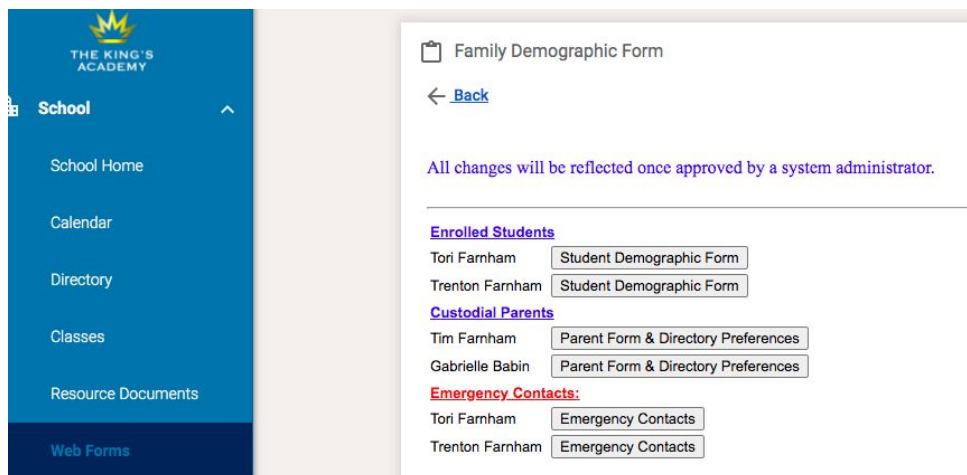 THE KING'S
ACADEMY
School
School Home
Calendar
Directory
Classes
Resource Documents
Web Forms
Family Demographic Form
Back
All changes will be reflected once approved by a system administrator.
Enrolled Students
Tori Farnham Student Demographic Form
Trenton Farnham Student Demographic Form
Custodial Parents
Tim Farnham Parent Form & Directory Preferences
Gabrielle Babin Parent Form & Directory Preferences
Emergency Contacts:
Tori Farnham Emergency Contacts
Trenton Farnham Emergency Contacts